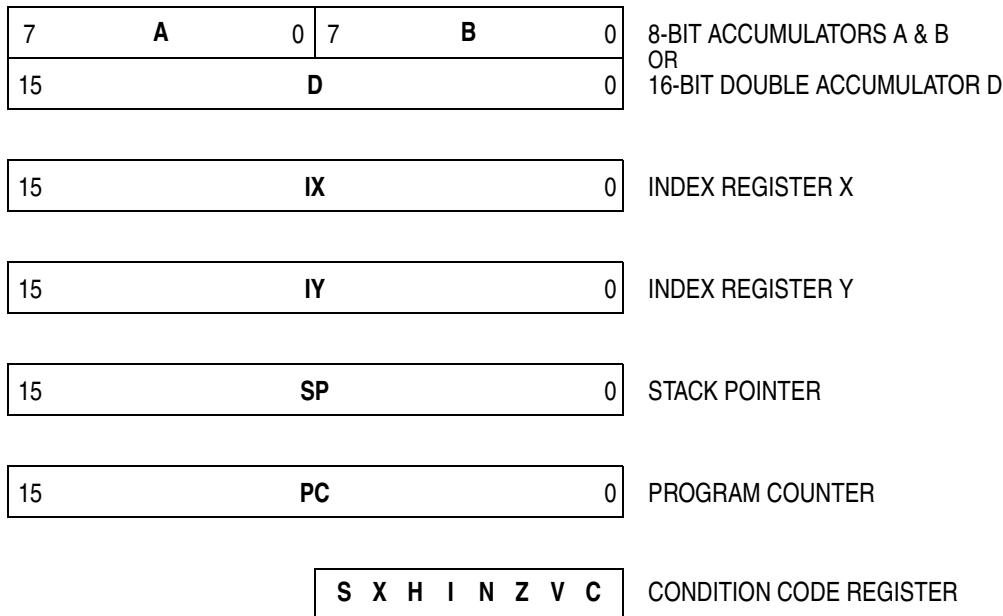 7 A 0 7 B 0 8-BIT ACCUMULATORS A & B
OR
15 D 0 16-BIT DOUBLE ACCUMULATOR D
15 IX 0 INDEX REGISTER X
15 IY 0 INDEX REGISTER Y
15 SP 0 STACK POINTER
15 PC 0 PROGRAM COUNTER
S X H I N Z V C CONDITION CODE REGISTER